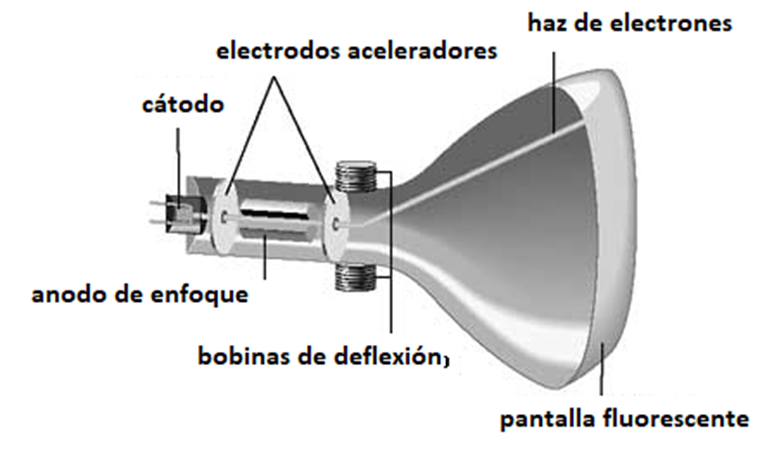 haz de electrones
electrodos aceleradores
cátodo
anodo de enfoque
bobinas de deflexión,
pantalla fluorescente